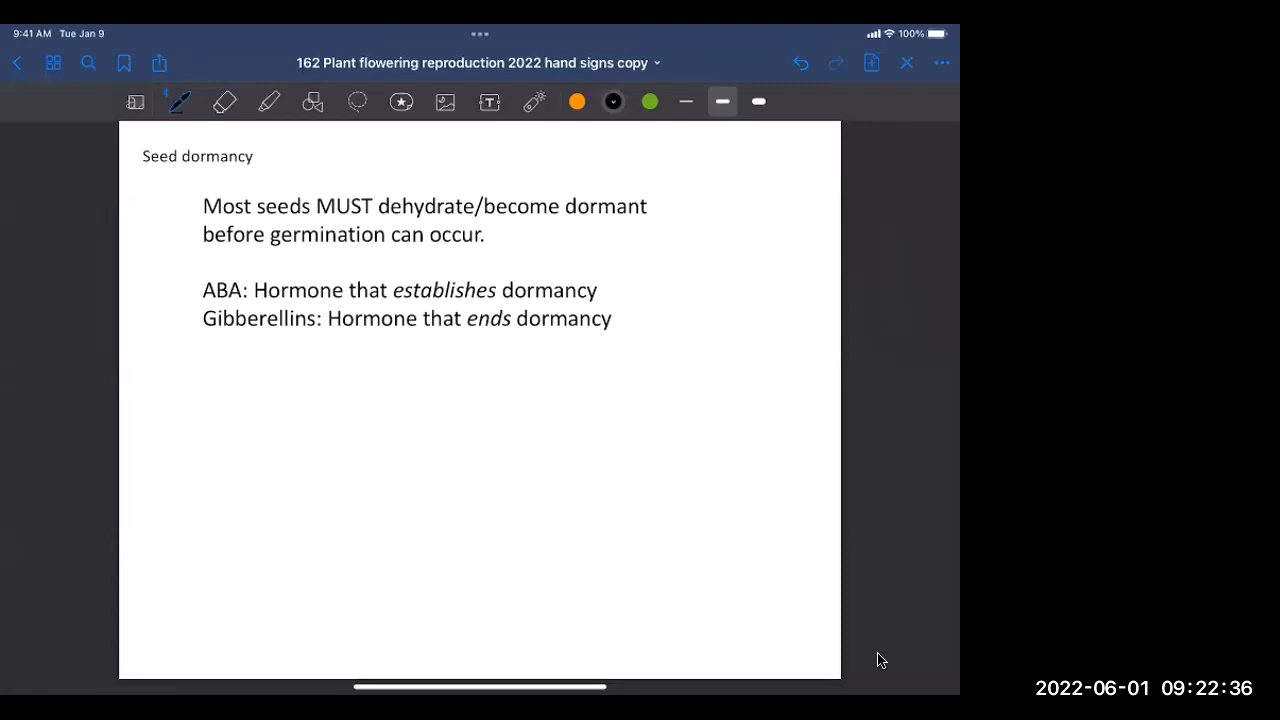 9:41 AM Tue Jan 9
100%
162 Plant flowering reproduction 2022 hand signs copy
Seed dormancy
Most seeds MUST dehydrate/become dormant
before germination can occur.
ABA: Hormone that establishes dormancy
Gibberellins: Hormone that ends dormancy
2022-06-01 09:22:36